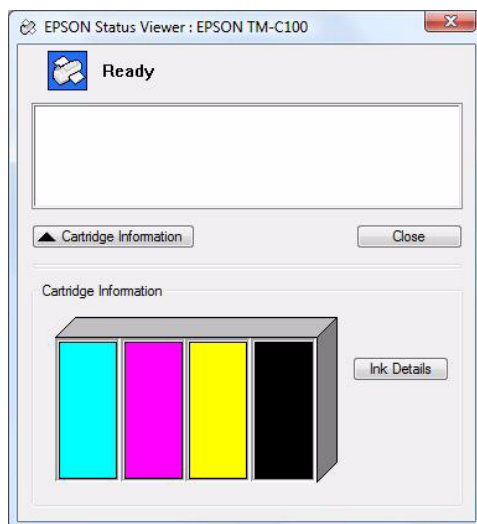 EPSON Status Viewer : EPSON TM-C100
Ready
Cartridge Information
Close
Cartridge Information
Ink Details